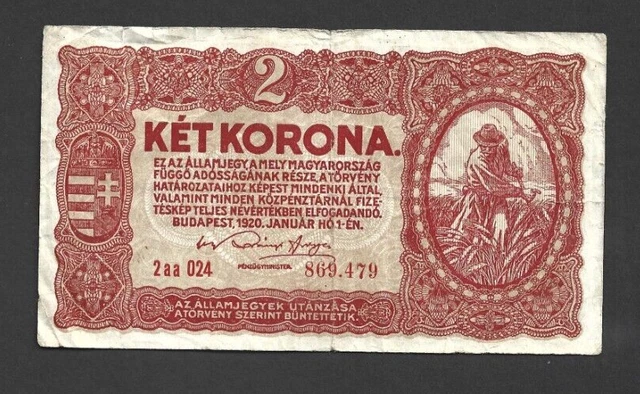 2
KÉT KORONA.
EZ AZ ÁLLAMJEGY, A MELY MAGYARORSZÁG
FÜGGŐ ADÓSSÁGÁNAK RÉSZE, A TÖRVÉNY
HATÁROZATAIHOZ KÉPEST MINDENKI ÁLTAL,
VALAMINT MINDEN KÖZPÉNZTÁRNÁL FIZE-
TÉSKÉP TELJES NÉVÉRTÉKBEN ELFOGADANDÓ.
BUDAPEST, 1920. JANUÁR HÓ 1-ÉN.
2aa 024 PÉNZÜGYMINISTER. 869.479
AZ ÁLLAMJEGYEK UTÁNZÁSA
A TÖRVÉNY SZERINT BÜNTETTETIK.